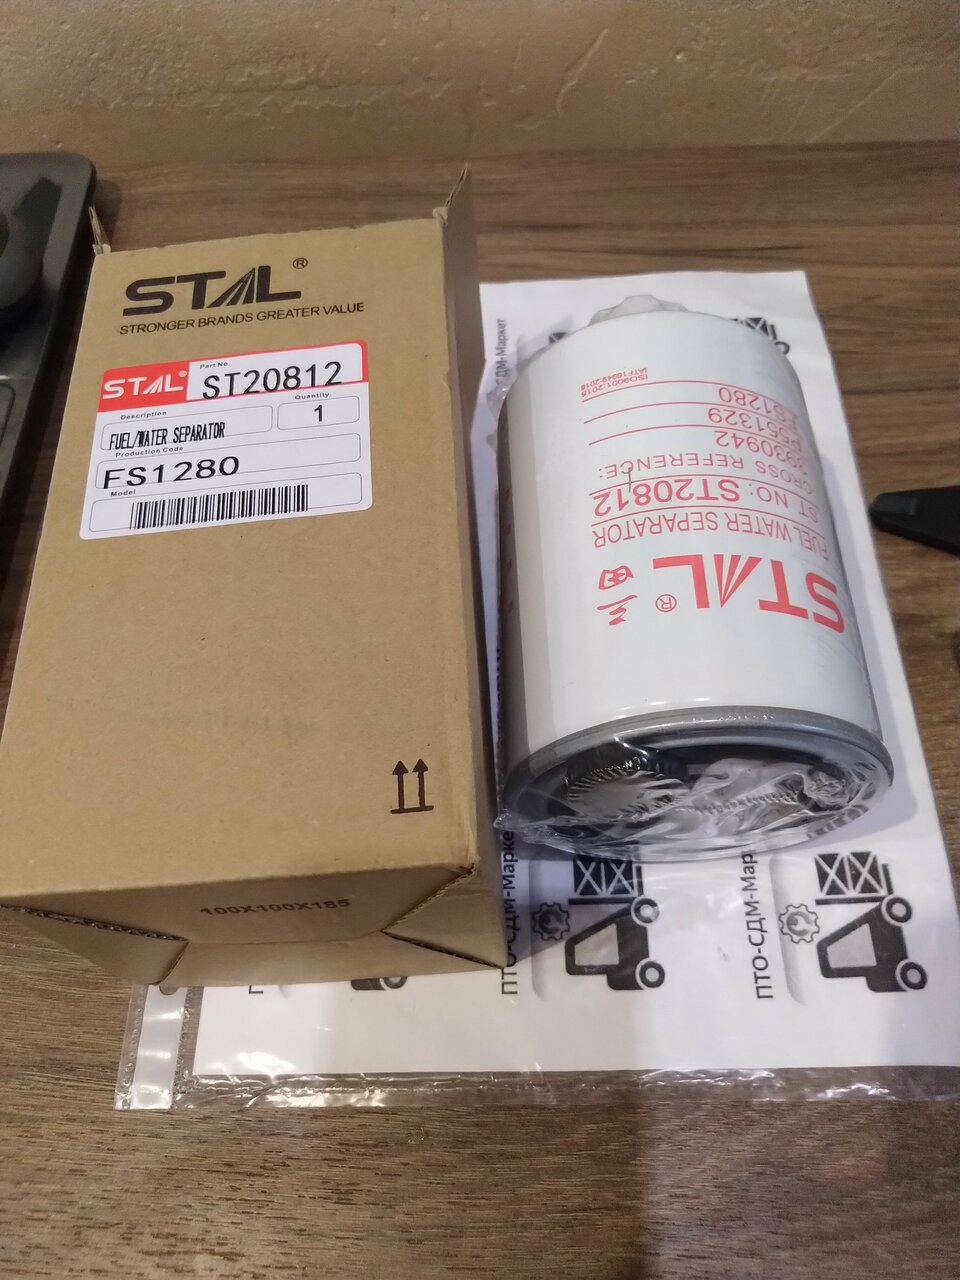 STAL®
STRONGER BRANDS GREATER VALUE
STAL®
Part No.
ST20812
Description
FUEL/WATER SEPARATOR
Quantity
1
Production Code
FS1280
Model
100X100X185
STAL®
FUEL WATER SEPARATOR
ST NO: ST20812
CROSS REFERENCE:
3930942
FS1280
ISO9001:2015
IATF16949:2016
СДМ-Маркет
ПТО-СДМ-Маркет
ПТО-СДМ-Мар